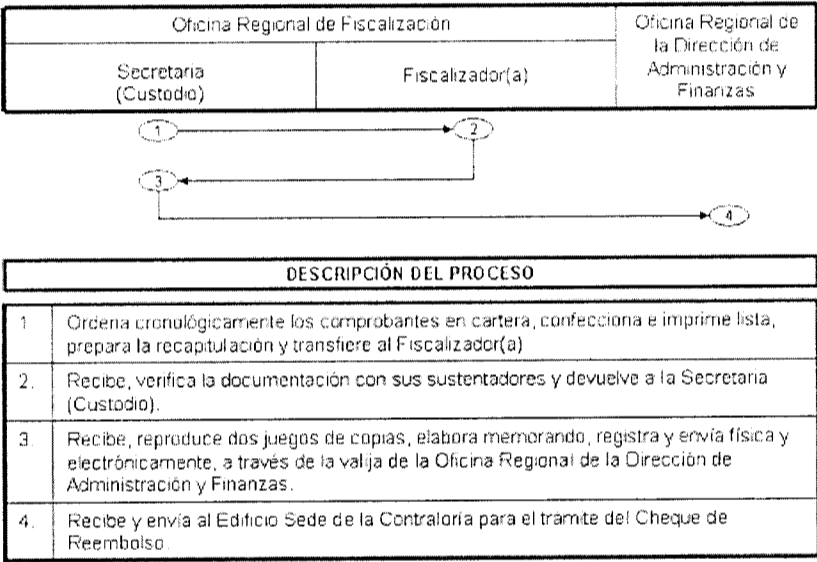 Oficina Regional de Fiscalización
Oficina Regional de
la Dirección de
Administración y
Finanzas
Secretaria
(Custodio)
Fiscalizador(a)
1
2
3
4
DESCRIPCIÓN DEL PROCESO
1 Ordena cronológicamente los comprobantes en cartera, confecciona e imprime lista,
prepara la recapitulación y transfiere al Fiscalizador(a)
2. Recibe, verifica la documentación con sus sustentadores y devuelve a la Secretaria
(Custodio).
3. Recibe, reproduce dos juegos de copias, elabora memorando, registra y envía física y
electrónicamente, a través de la valija de la Oficina Regional de la Dirección de
Administración y Finanzas.
4. Recibe y envía al Edificio Sede de la Contraloría para el trámite del Cheque de
Reembolso.